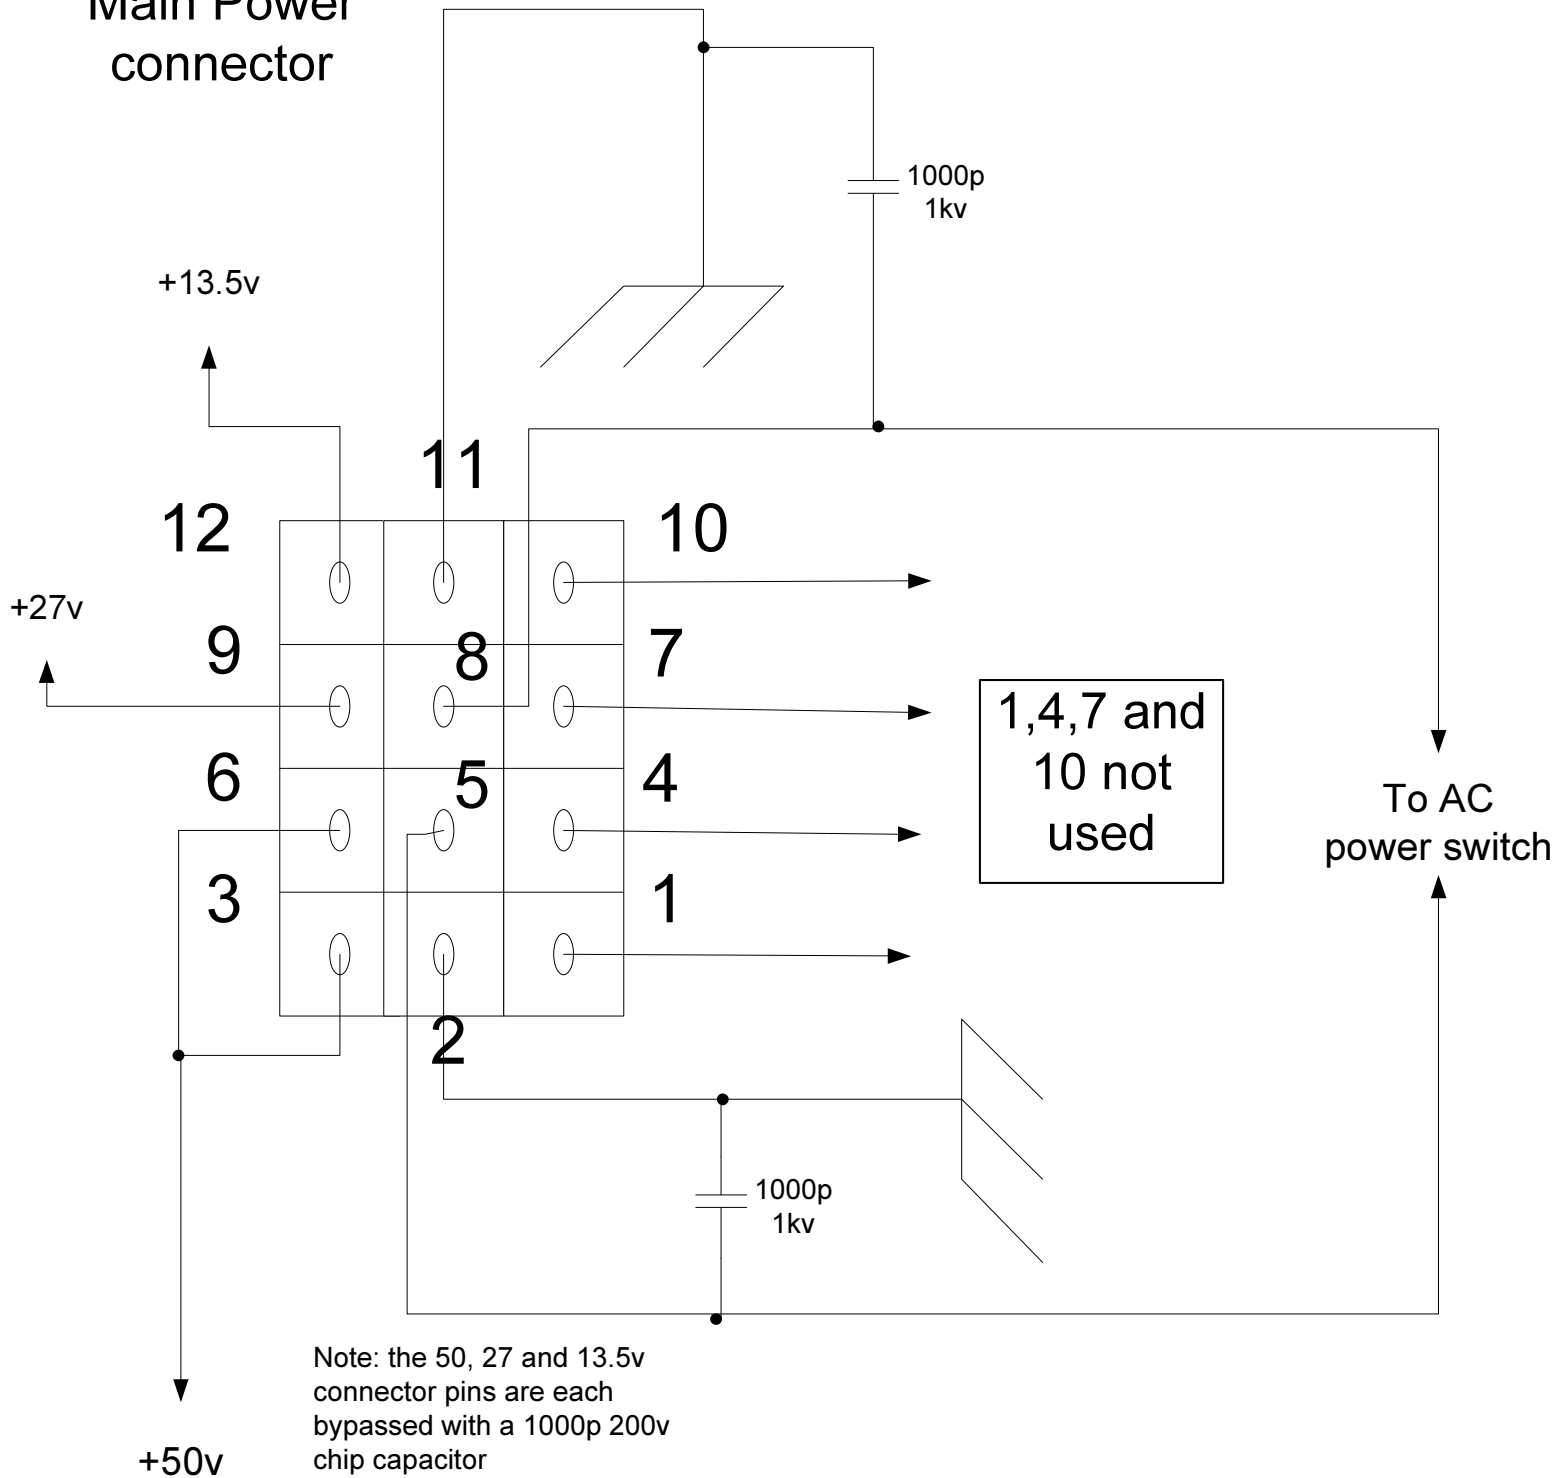 Main Power
connector
1000p
1kv
+13.5v
11
12
10
+27v
9
8
7
1,4,7 and
10 not
used
6
5
4
To AC
power switch
3
1
2
1000p
1kv
Note: the 50, 27 and 13.5v
connector pins are each
bypassed with a 1000p 200v
chip capacitor
+50v